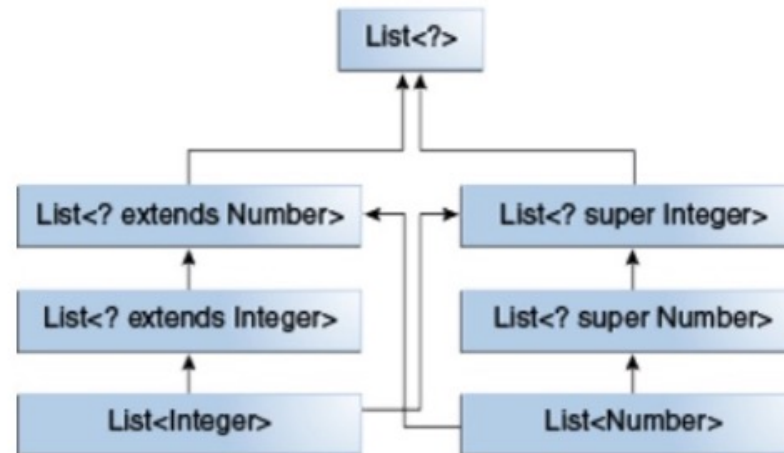 List<?>
List<? extends Number>
List<? super Integer>
List<? extends Integer>
List<? super Number>
List<Integer>
List<Number>